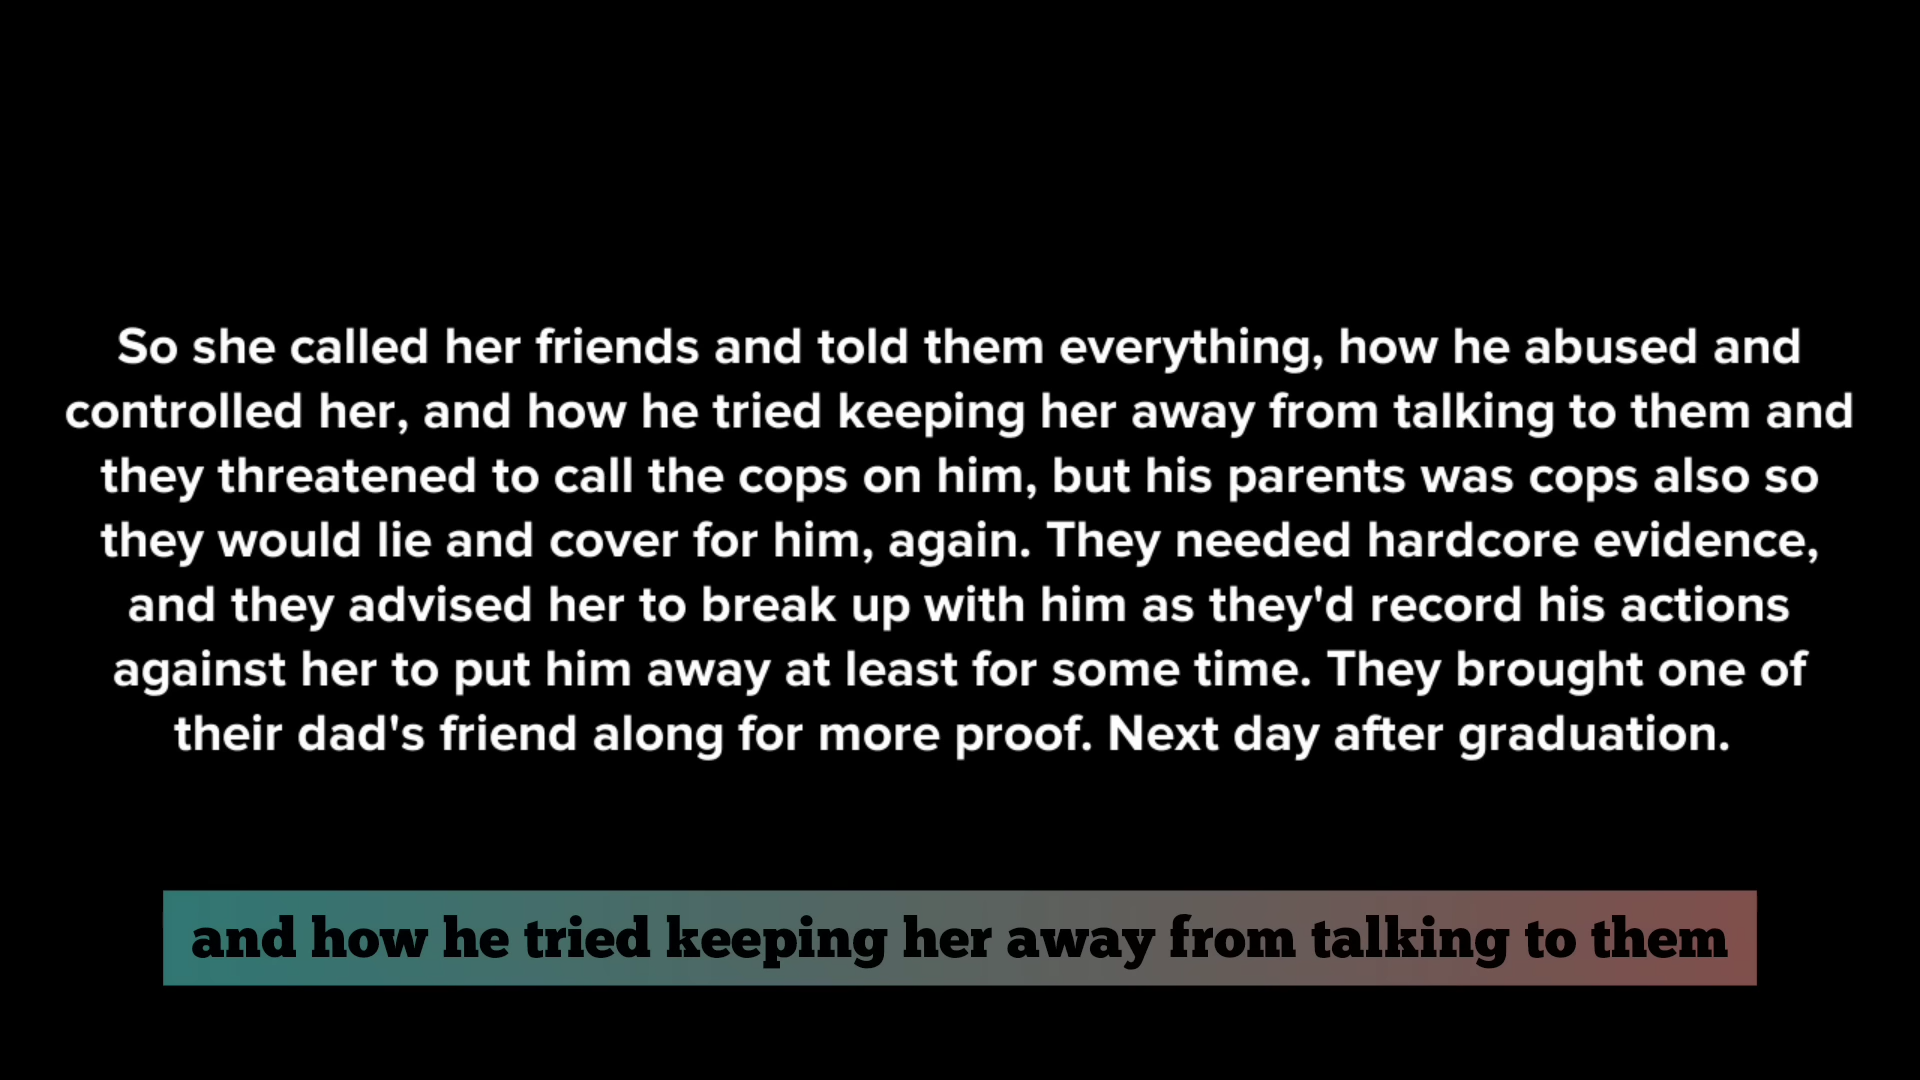 So she called her friends and told them everything, how he abused and
controlled her, and how he tried keeping her away from talking to them and
they threatened to call the cops on him, but his parents was cops also so
they would lie and cover for him, again. They needed hardcore evidence,
and they advised her to break up with him as they'd record his actions
against her to put him away at least for some time. They brought one of
their dad's friend along for more proof. Next day after graduation.
and how he tried keeping her away from talking to them